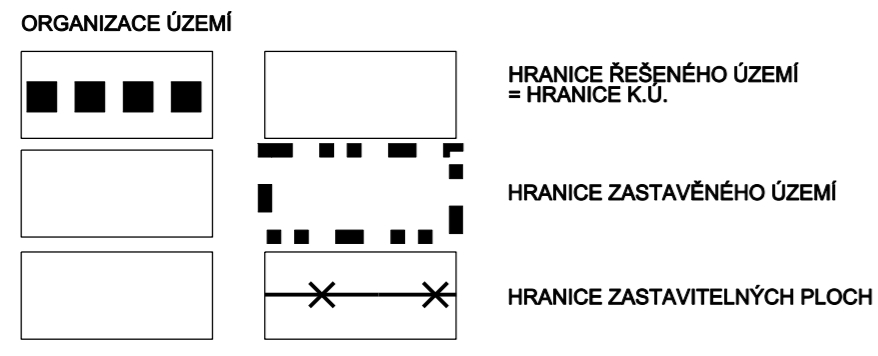 ORGANIZACE ÚZEMÍ
HRANICE ŘEŠENÉHO ÚZEMÍ
= HRANICE K.Ú.
HRANICE ZASTAVĚNÉHO ÚZEMÍ
HRANICE ZASTAVITELNÝCH PLOCH